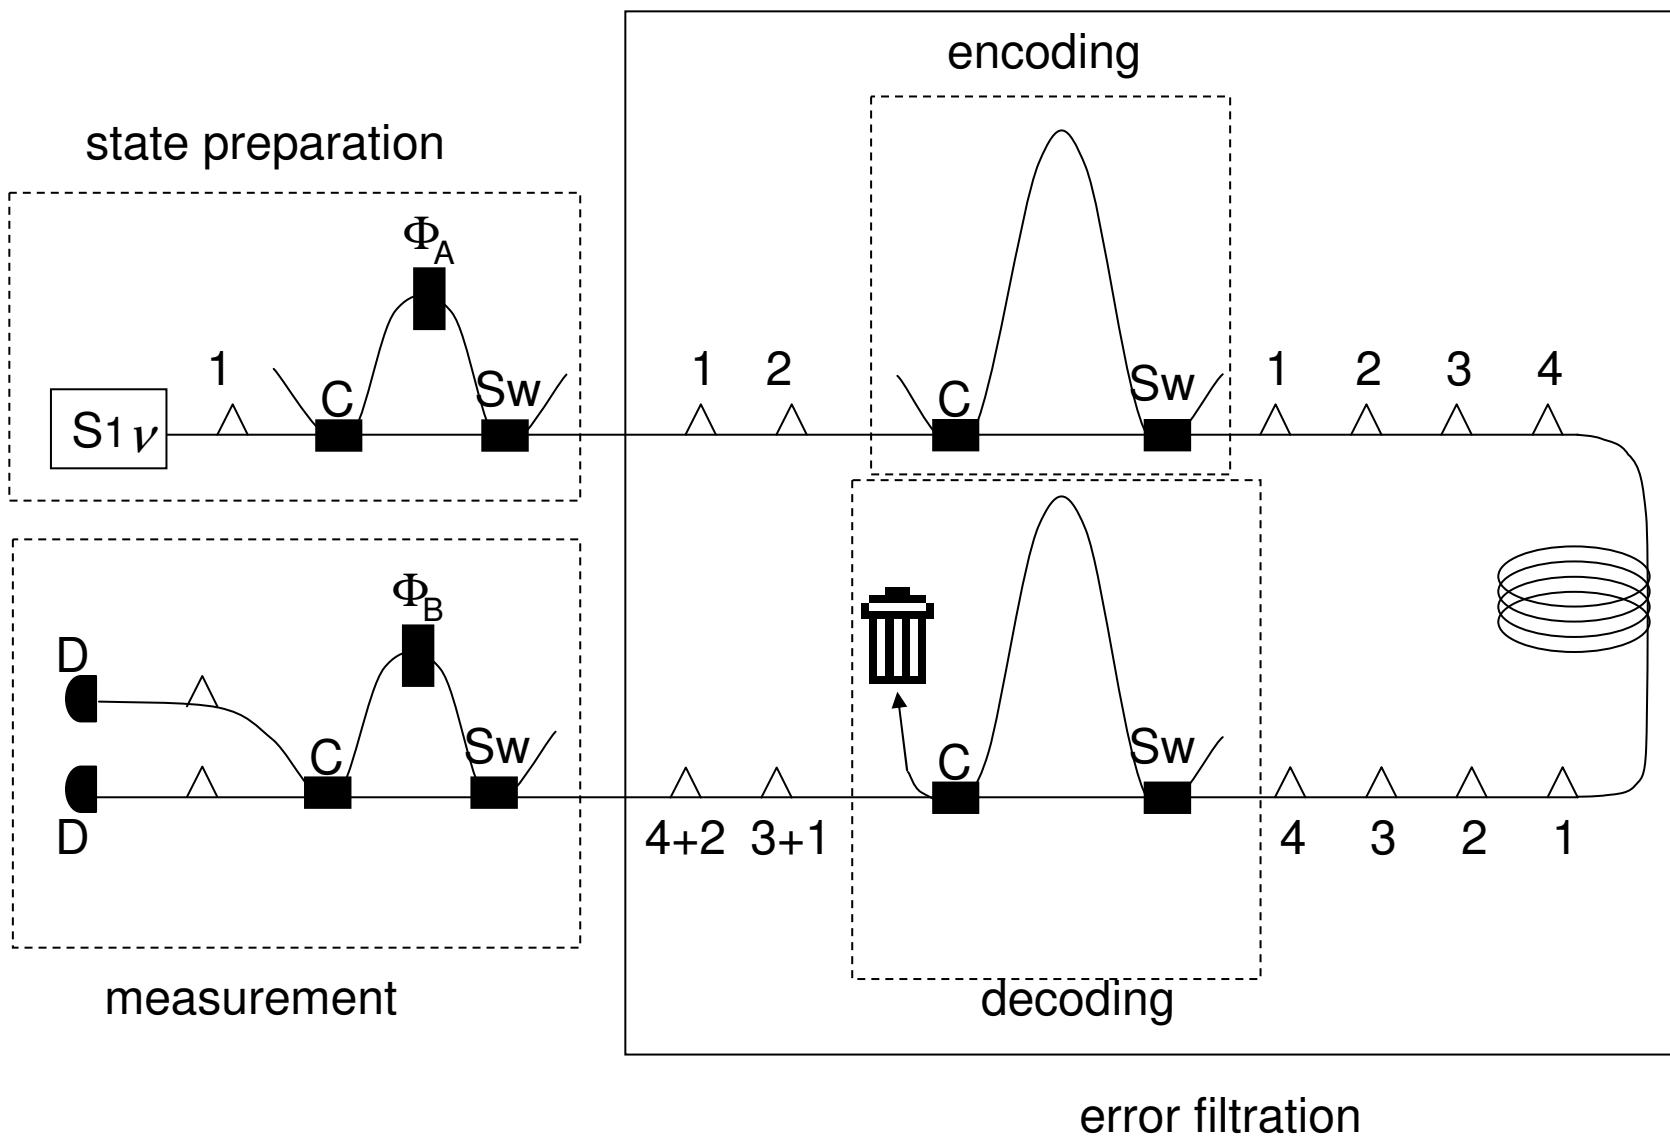 encoding
state preparation
ΦA
1
1 2
1 2 3 4
C
Sw
C
Sw
S1ν
ΦB
D
C
Sw
C
Sw
D
4+2 3+1
4 3 2 1
measurement
decoding
error filtration